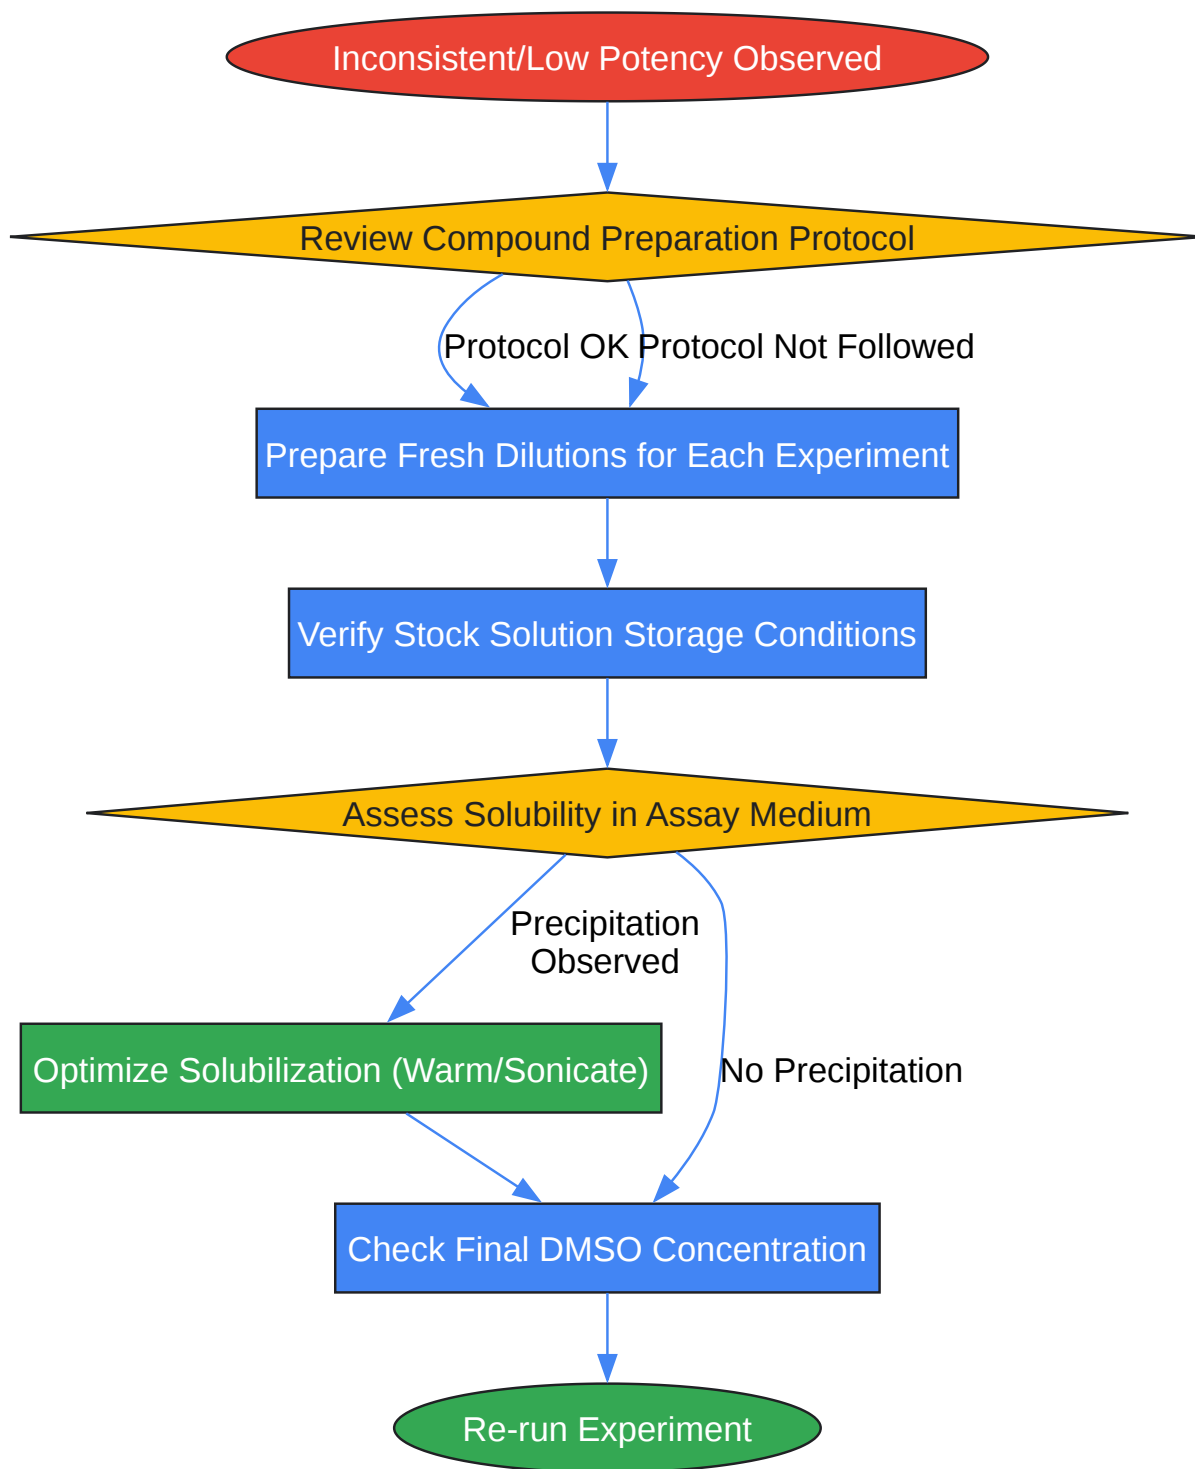 Inconsistent/Low Potency Observed
Review Compound Preparation Protocol
Protocol OK
Protocol Not Followed
Prepare Fresh Dilutions for Each Experiment
Verify Stock Solution Storage Conditions
Assess Solubility in Assay Medium
Precipitation
Observed
Optimize Solubilization (Warm/Sonicate)
No Precipitation
Check Final DMSO Concentration
Re-run Experiment